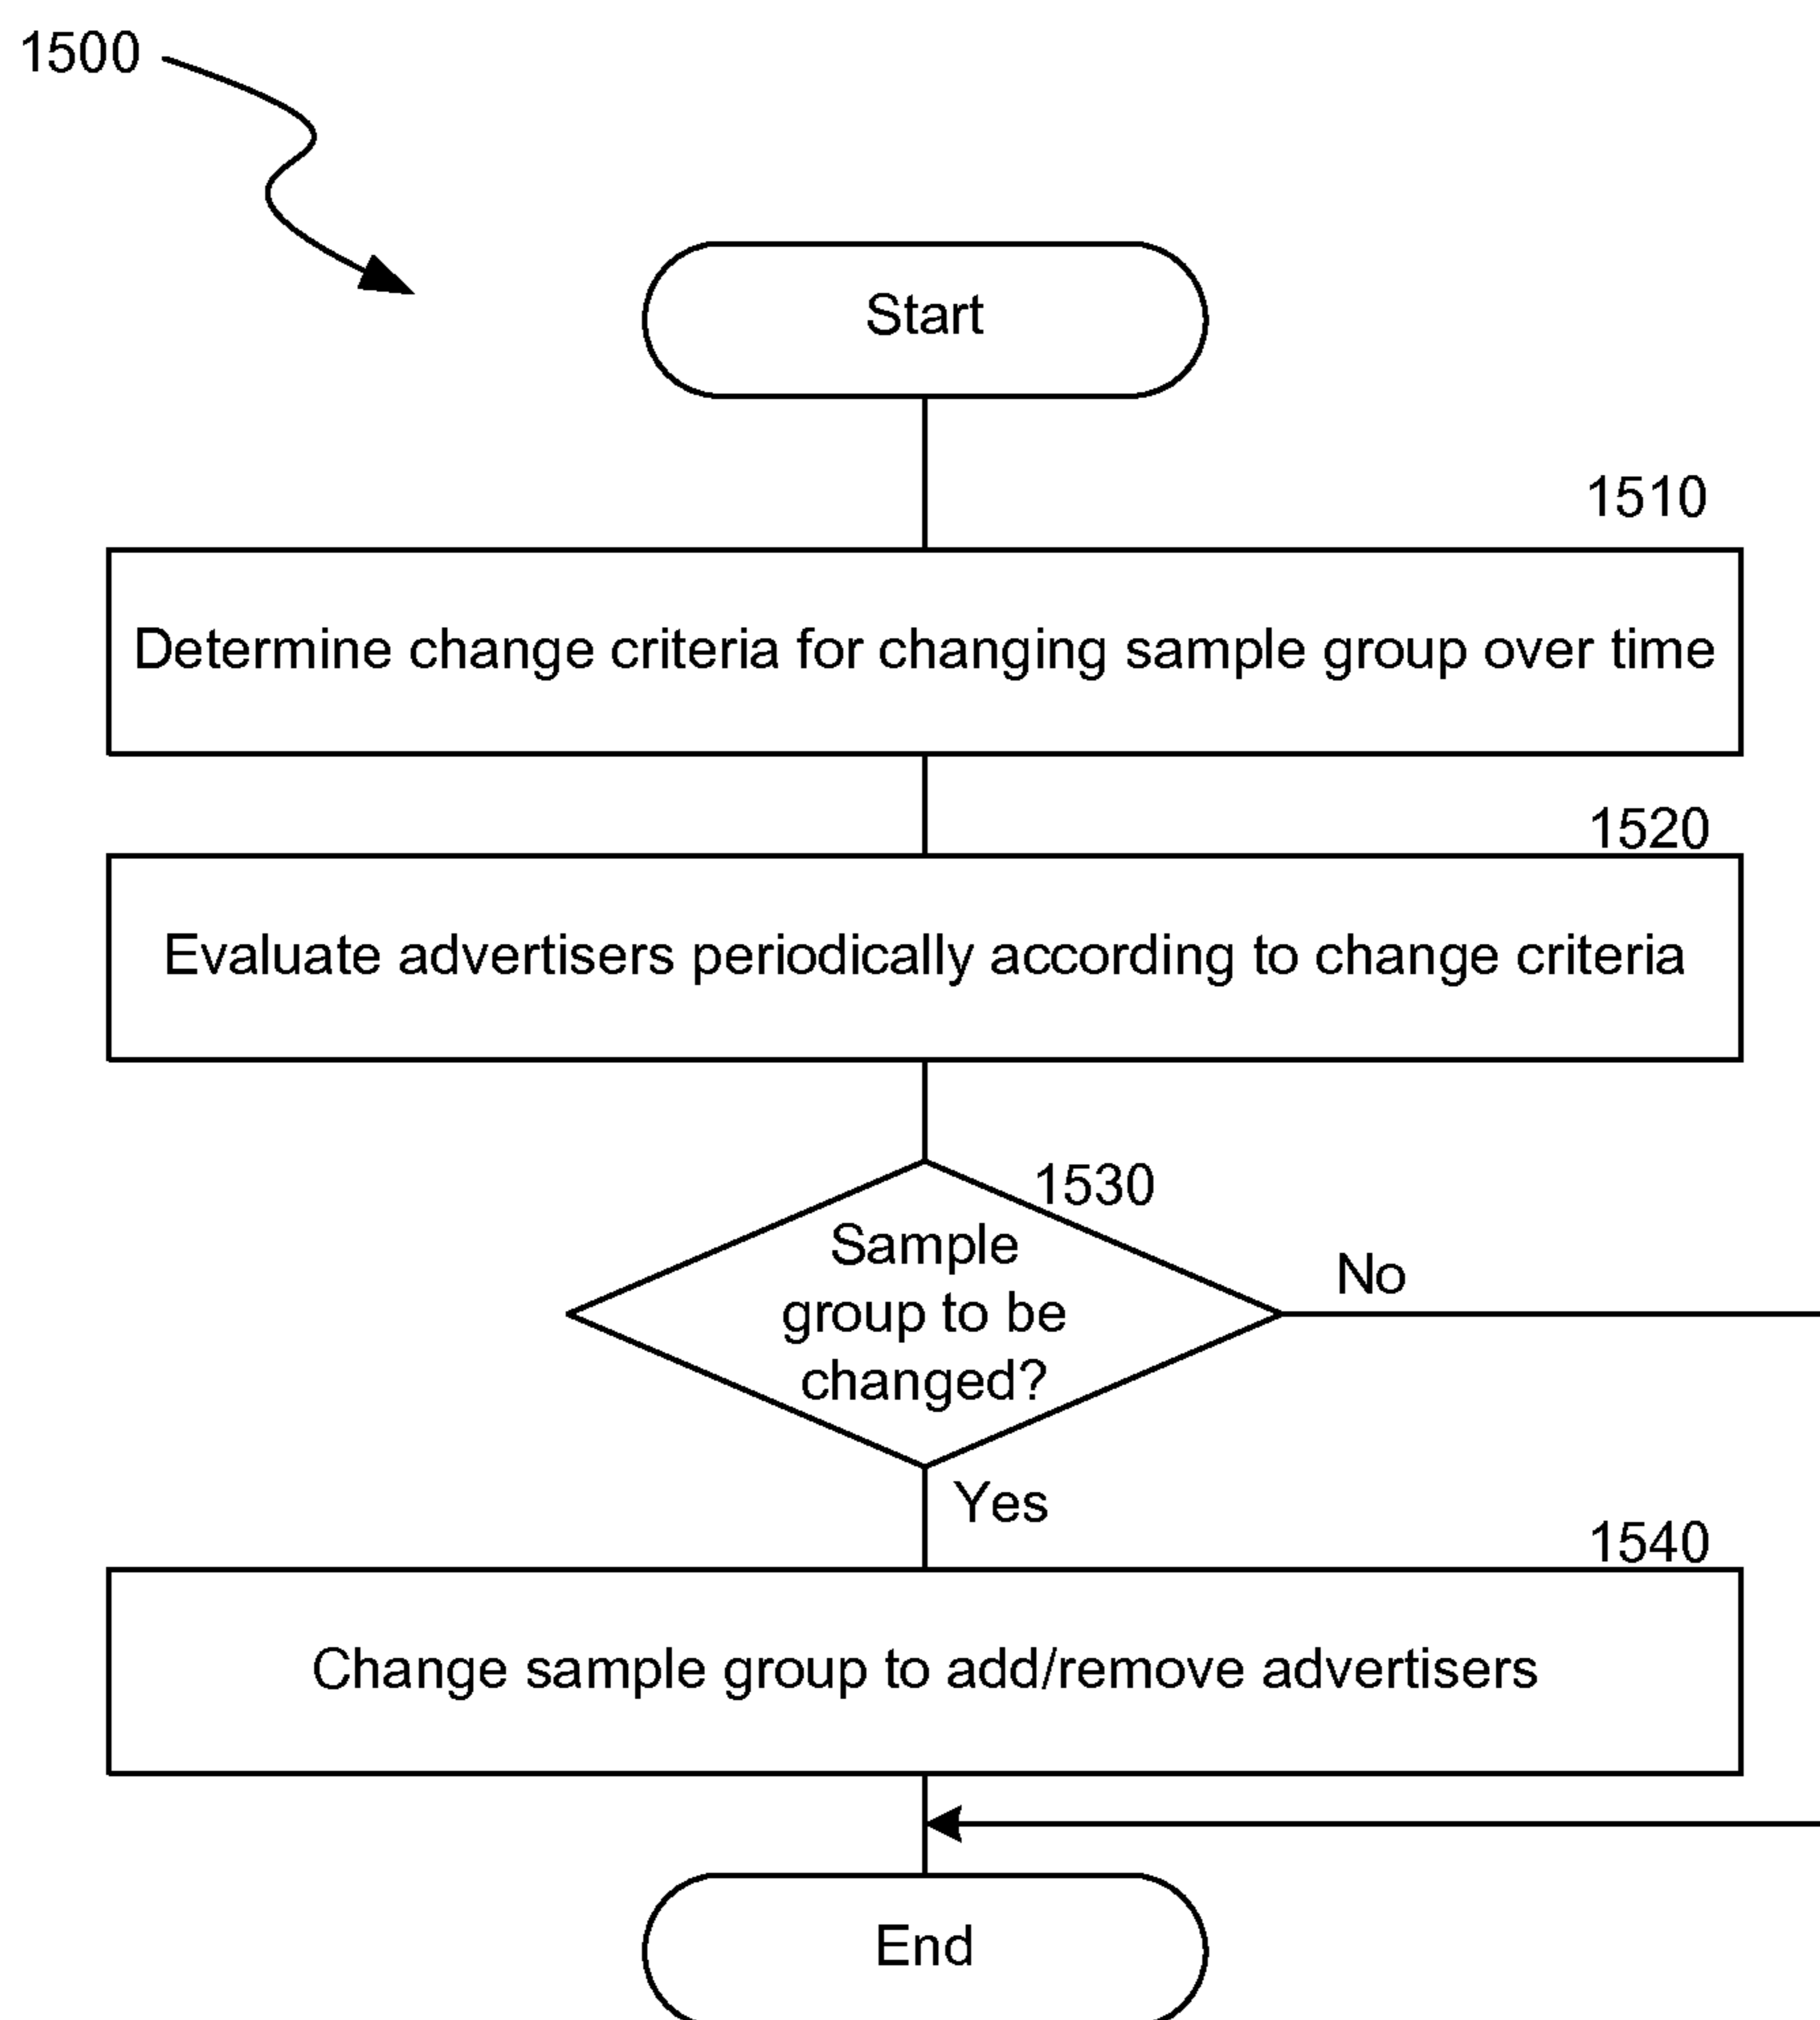 1500
Start
1510
Determine change criteria for changing sample group over time
1520
Evaluate advertisers periodically according to change criteria
1530
Sample
group to be
changed?
No
Yes
1540
Change sample group to add/remove advertisers
End